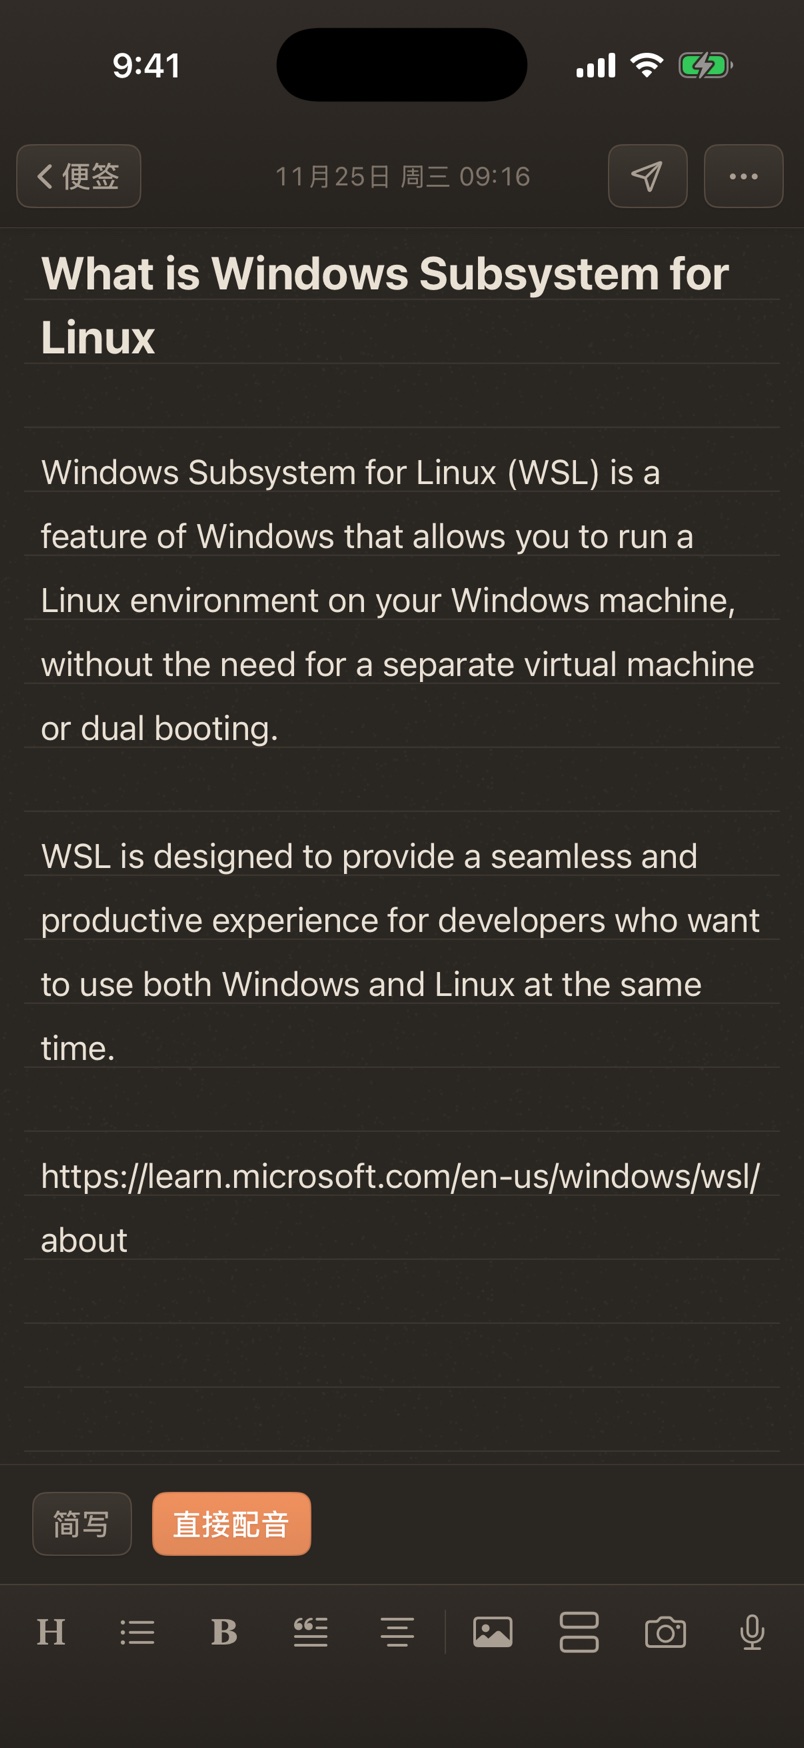 9:41
便签
11月25日 周三 09:16
What is Windows Subsystem for
Linux
Windows Subsystem for Linux (WSL) is a
feature of Windows that allows you to run a
Linux environment on your Windows machine,
without the need for a separate virtual machine
or dual booting.
WSL is designed to provide a seamless and
productive experience for developers who want
to use both Windows and Linux at the same
time.
https://learn.microsoft.com/en-us/windows/wsl/
about
简写 直接配音
H B